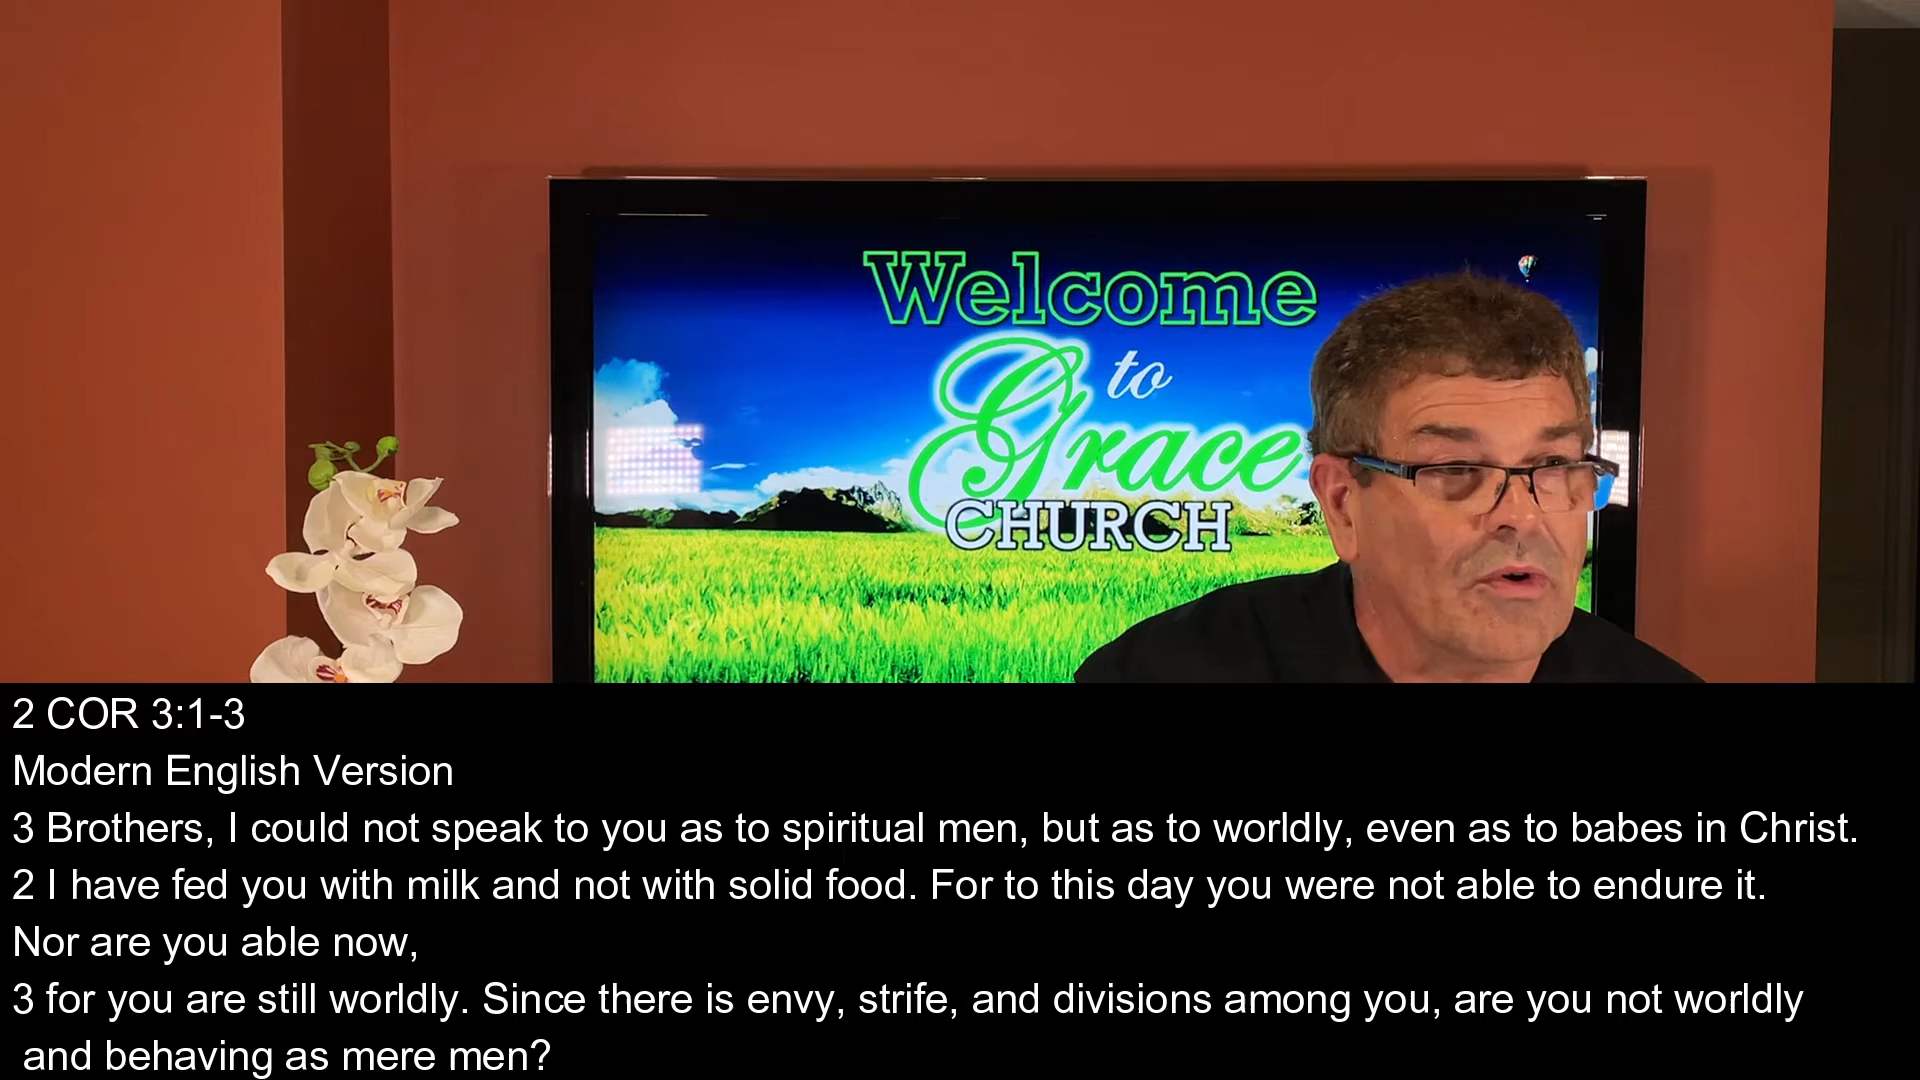 Welcome
to
Grace
CHURCH
2 COR 3:1-3
Modern English Version
3 Brothers, I could not speak to you as to spiritual men, but as to worldly, even as to babes in Christ.
2 I have fed you with milk and not with solid food. For to this day you were not able to endure it.
Nor are you able now,
3 for you are still worldly. Since there is envy, strife, and divisions among you, are you not worldly
and behaving as mere men?